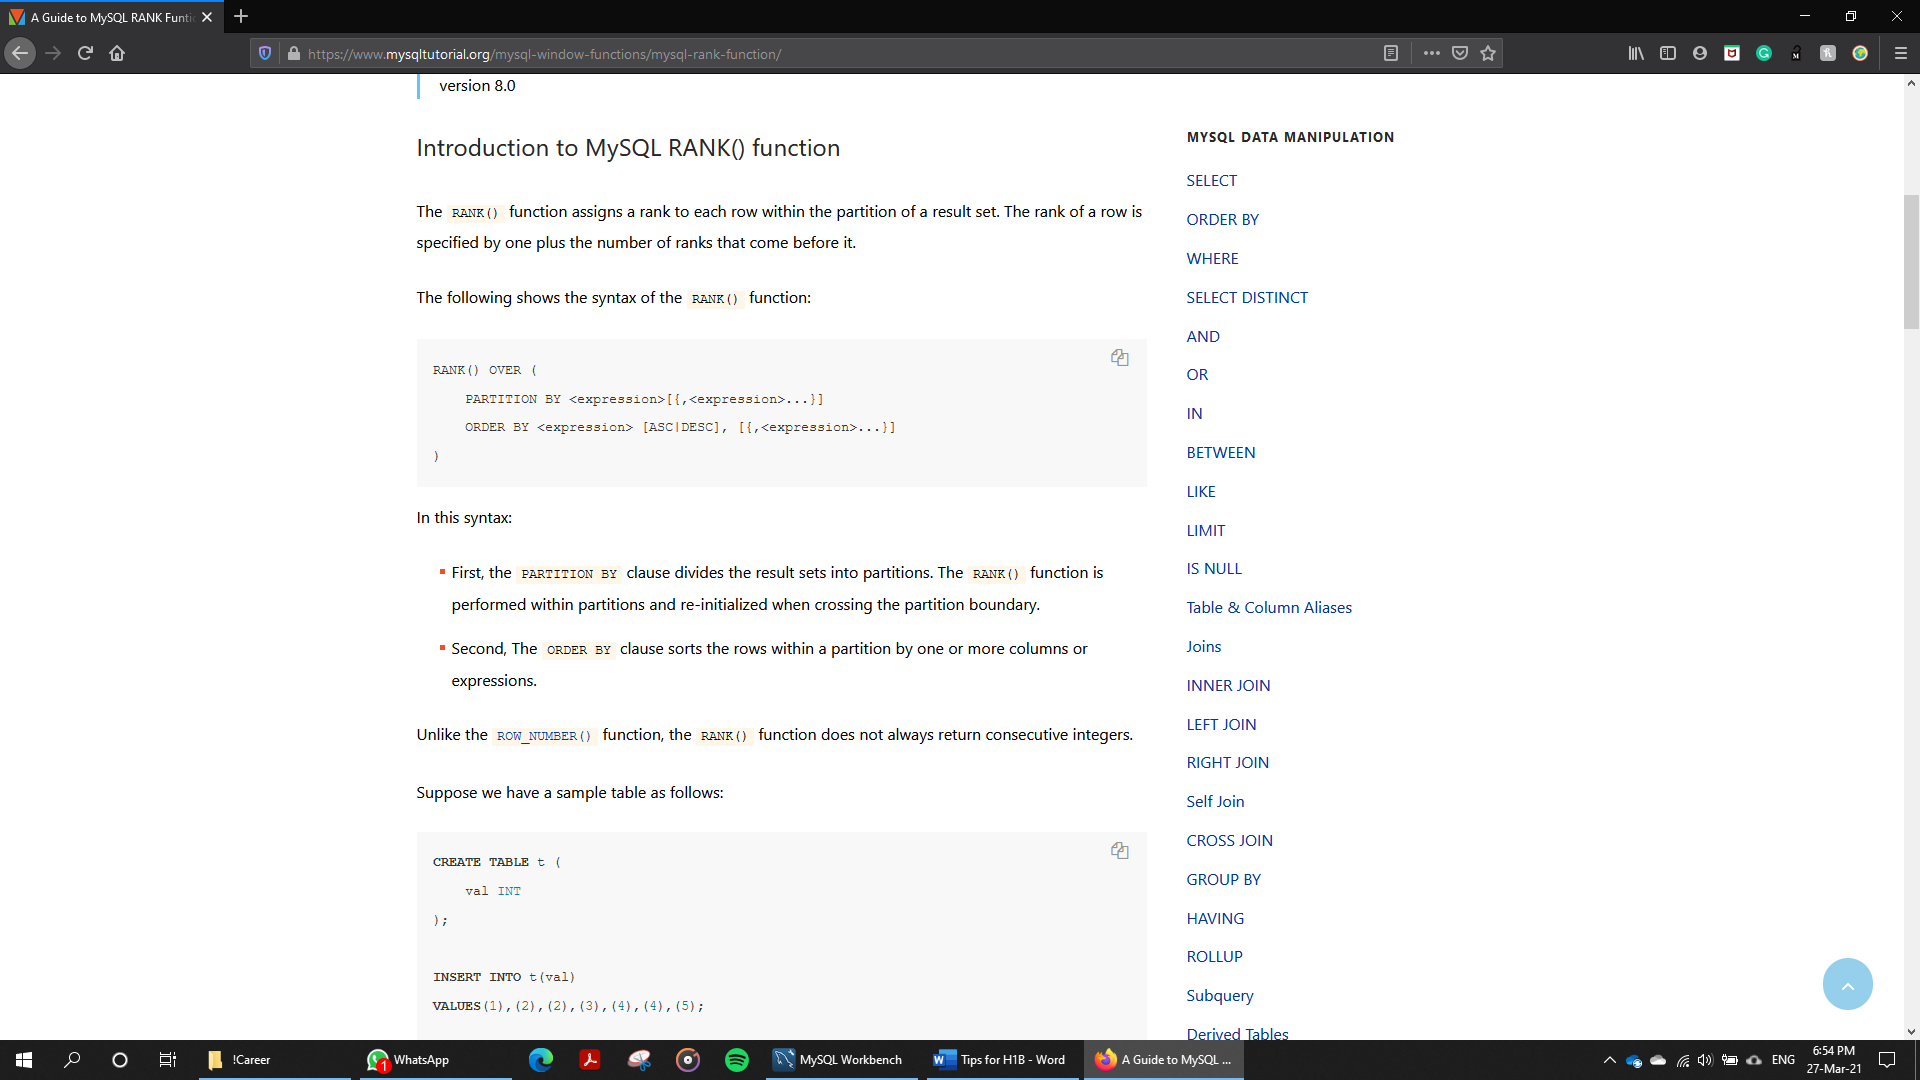 A Guide to MySQL RANK Funti
https://www.mysqltutorial.org/mysql-window-functions/mysql-rank-function/
version 8.0
Introduction to MySQL RANK() function
The RANK() function assigns a rank to each row within the partition of a result set. The rank of a row is
specified by one plus the number of ranks that come before it.
The following shows the syntax of the RANK() function:
RANK() OVER (
PARTITION BY <expression>[{,<expression>...}]
ORDER BY <expression> [ASC|DESC], [{,<expression>...}]
)
In this syntax:
First, the PARTITION BY clause divides the result sets into partitions. The RANK() function is
performed within partitions and re-initialized when crossing the partition boundary.
Second, The ORDER BY clause sorts the rows within a partition by one or more columns or
expressions.
Unlike the ROW_NUMBER() function, the RANK() function does not always return consecutive integers.
Suppose we have a sample table as follows:
CREATE TABLE t (
val INT
);
INSERT INTO t(val)
VALUES(1),(2),(2),(3),(4),(4),(5);
MYSQL DATA MANIPULATION
SELECT
ORDER BY
WHERE
SELECT DISTINCT
AND
OR
IN
BETWEEN
LIKE
LIMIT
IS NULL
Table & Column Aliases
Joins
INNER JOIN
LEFT JOIN
RIGHT JOIN
Self Join
CROSS JOIN
GROUP BY
HAVING
ROLLUP
Subquery
Derived Tables
!Career
1
WhatsApp
MySQL Workbench
Tips for H1B - Word
A Guide to MySQL ...
ENG
6:54 PM
27-Mar-21